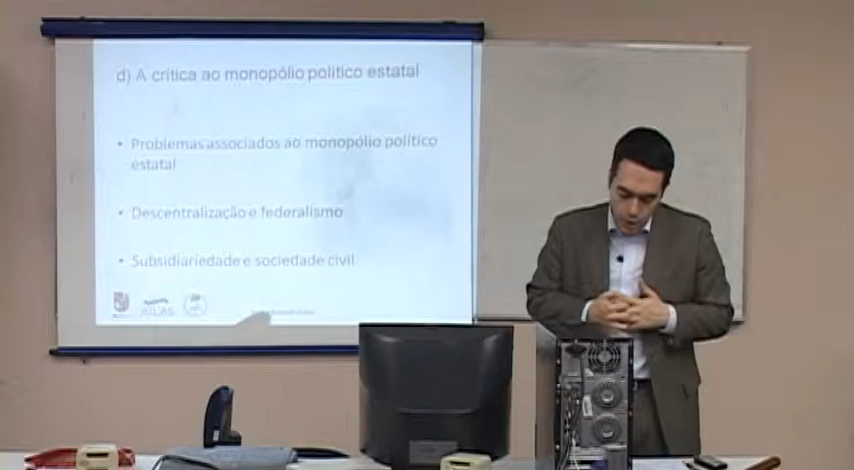 d) A crítica ao monopólio político estatal
• Problemas associados ao monopólio político
estatal
• Descentralização e federalismo
• Subsidiariedade e sociedade civil
ATLAS